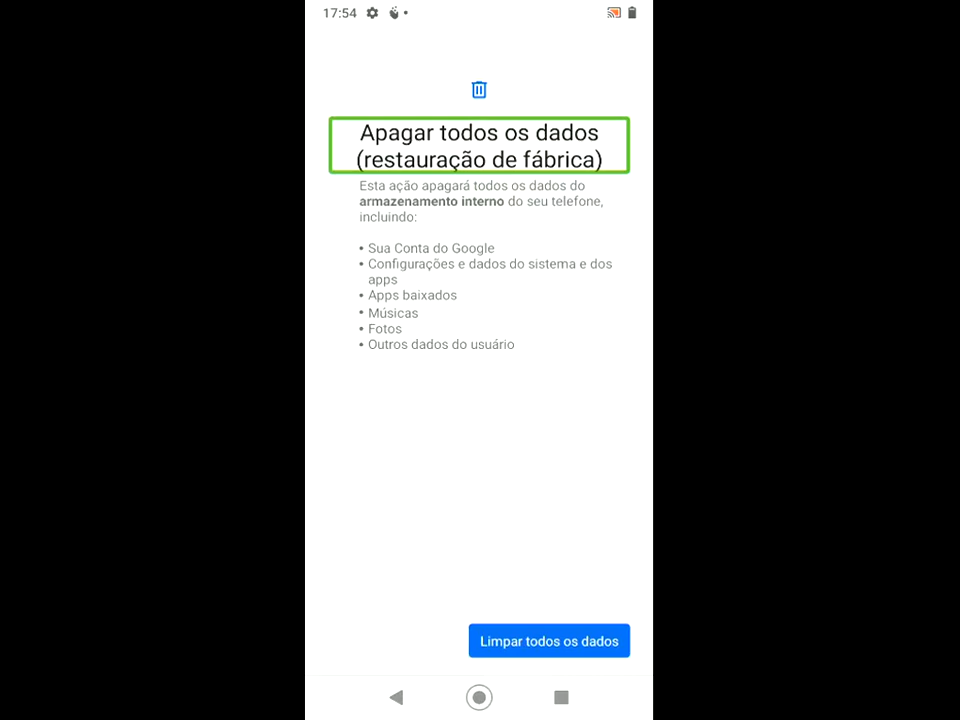 17:54
Apagar todos os dados
(restauração de fábrica)
Esta ação apagará todos os dados do
armazenamento interno do seu telefone,
incluindo:
• Sua Conta do Google
• Configurações e dados do sistema e dos
apps
• Apps baixados
• Músicas
• Fotos
• Outros dados do usuário
Limpar todos os dados